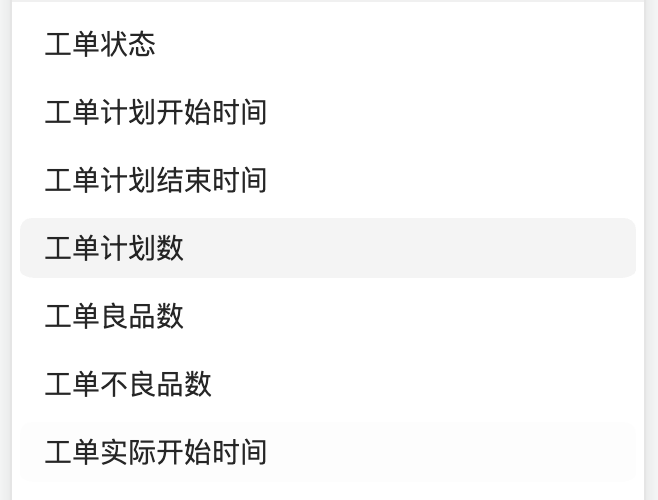 工单状态
工单计划开始时间
工单计划结束时间
工单计划数
工单良品数
工单不良品数
工单实际开始时间